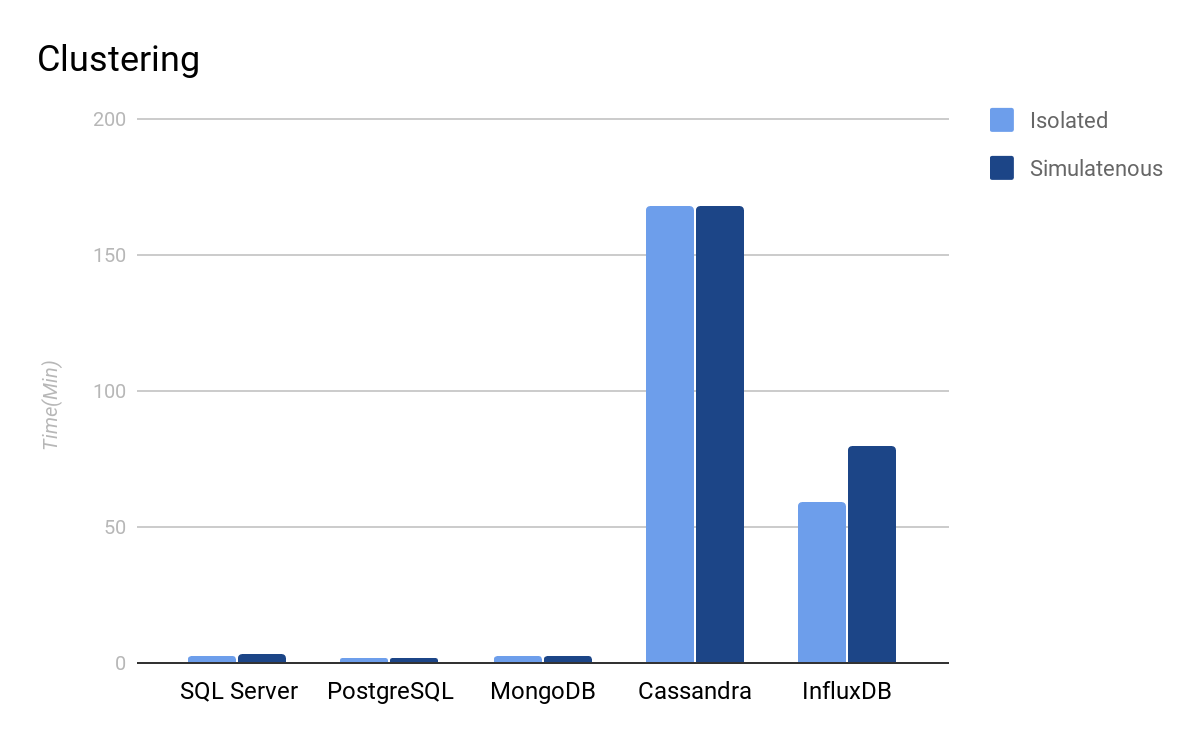 Clustering
200
150
100
50
0
Time(Min)
Isolated
Simulatenous
SQL Server
PostgreSQL
MongoDB
Cassandra
InfluxDB